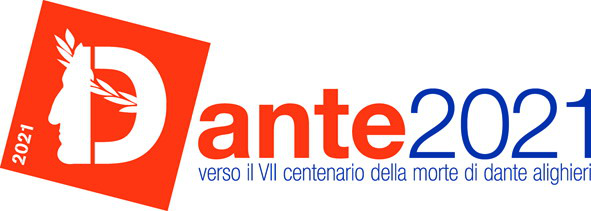 2021
Dante2021
verso il VII centenario della morte di dante alighieri